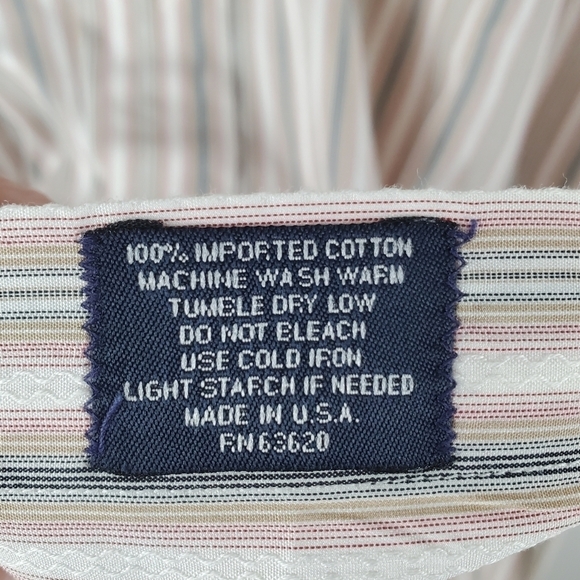 100% IMPORTED COTTON
MACHINE WASH WARM
TUMBLE DRY LOW
DO NOT BLEACH
USE COLD IRON
LIGHT STARCH IF NEEDED
MADE IN U.S.A.
RN 63620